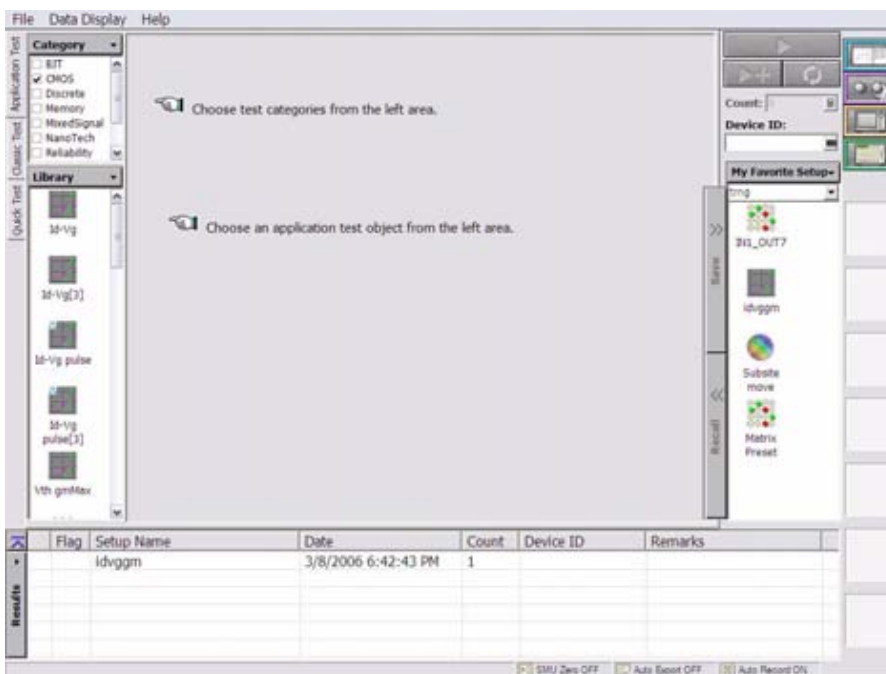 File Data Display Help
Application Test
Classic Test
Quick Test
Category
BJT
CMOS
Discrete
Memory
MixedSignal
NanoTech
Reliability
Library
Id-Vg
Id-Vg[3]
Id-Vg pulse
Id-Vg
pulse[3]
Vth gmMax
Choose test categories from the left area.
Choose an application test object from the left area.
Save
Recall
Count:
Device ID:
My Favorite Setup
trng
IN1_OUT7
idvggm
Subsite
move
Matrix
Preset
Results
Flag Setup Name Date Count Device ID Remarks
idvggm 3/8/2006 6:42:43 PM 1
SMU Zero OFF Auto Export OFF Auto Record ON